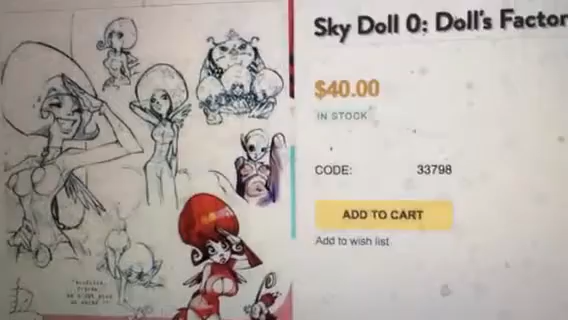 Sky Doll 0: Doll's Factor
$40.00
IN STOCK
CODE: 33798
ADD TO CART
Add to wish list